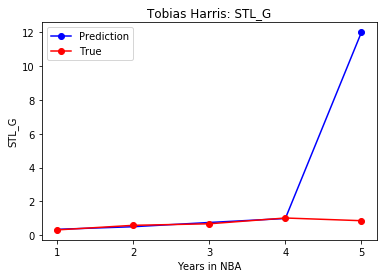 Tobias Harris: STL_G
Prediction
True
12
10
8
6
4
2
0
STL_G
1 2 3 4 5
Years in NBA